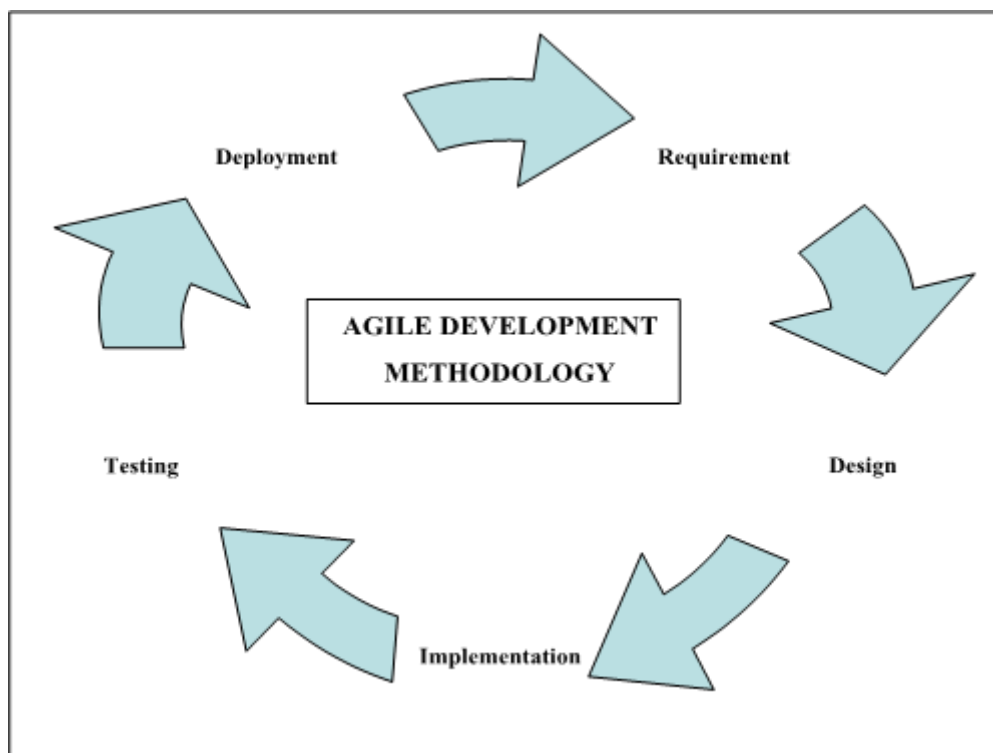 Deployment
Requirement
AGILE DEVELOPMENT
METHODOLOGY
Testing
Design
Implementation